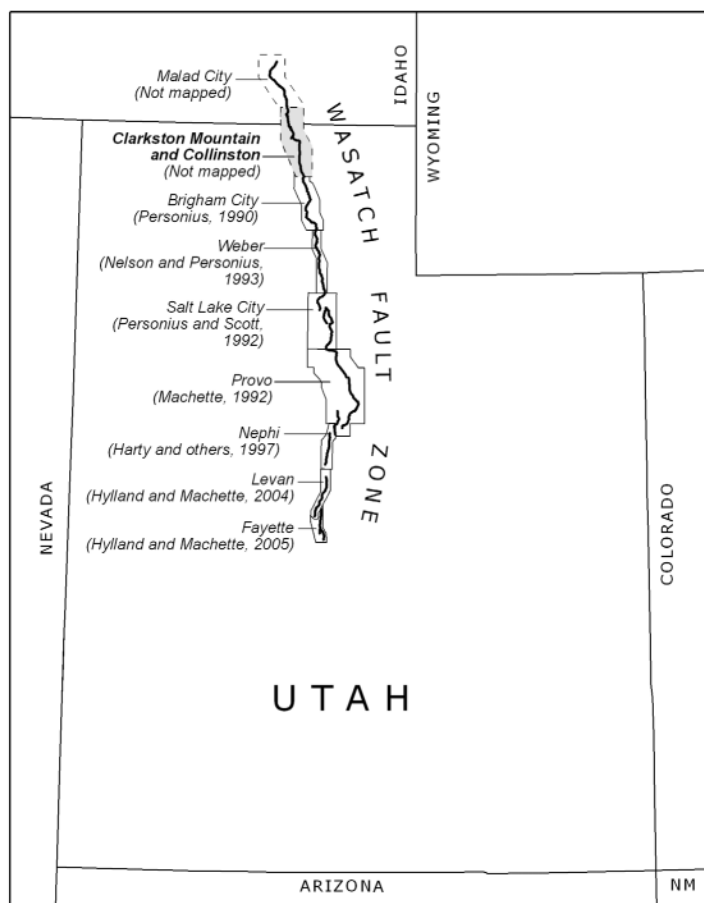 Malad City
(Not mapped)
IDAHO
WYOMING
Clarkston Mountain
and Collinston
(Not mapped)
WASATCH
FAULT
ZONE
Brigham City
(Personius, 1990)
Weber
(Nelson and Personius,
1993)
Salt Lake City
(Personius and Scott,
1992)
Provo
(Machette, 1992)
Nephi
(Harty and others, 1997)
Levan
(Hylland and Machette, 2004)
Fayette
(Hylland and Machette, 2005)
NEVADA
COLORADO
UTAH
ARIZONA
NM